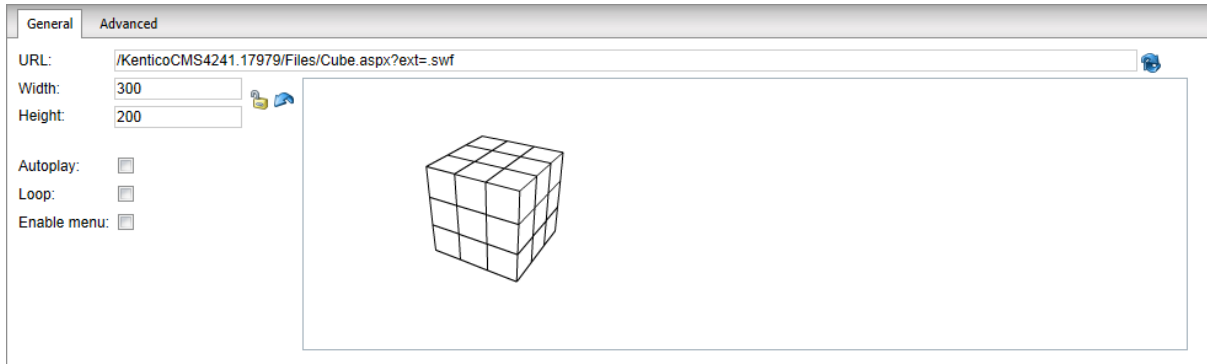 General Advanced
URL: /KenticoCMS4241.17979/Files/Cube.aspx?ext=.swf
Width: 300
Height: 200
Autoplay:
Loop:
Enable menu: